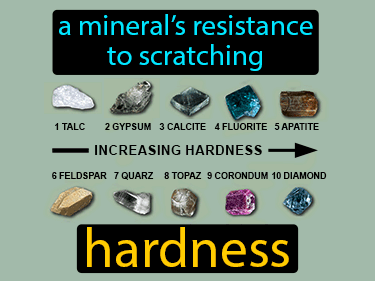 a mineral's resistance
to scratching
1 TALC 2 GYPSUM 3 CALCITE 4 FLUORITE 5 APATITE
INCREASING HARDNESS
6 FELDSPAR 7 QUARZ 8 TOPAZ 9 CORONDUM 10 DIAMOND
hardness